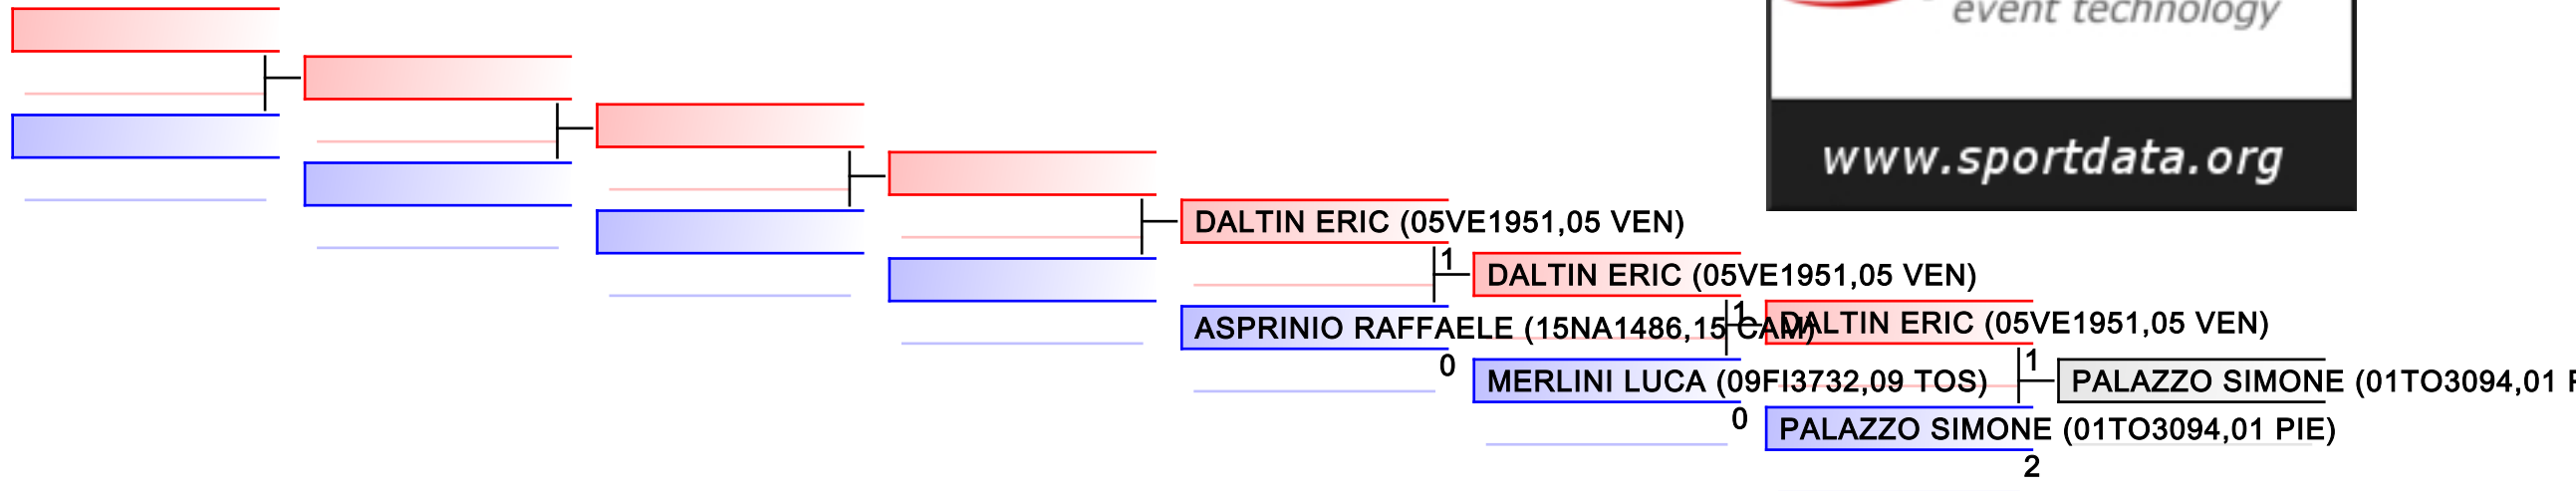 event technology
www.sportdata.org
DALTIN ERIC (05VE1951,05 VEN)
1
DALTIN ERIC (05VE1951,05 VEN)
ASPRINIO RAFFAELE (15NA1486,15 CAM)
0
1
DALTIN ERIC (05VE1951,05 VEN)
MERLINI LUCA (09FI3732,09 TOS)
0
1
PALAZZO SIMONE (01TO3094,01
PALAZZO SIMONE (01TO3094,01 PIE)
2